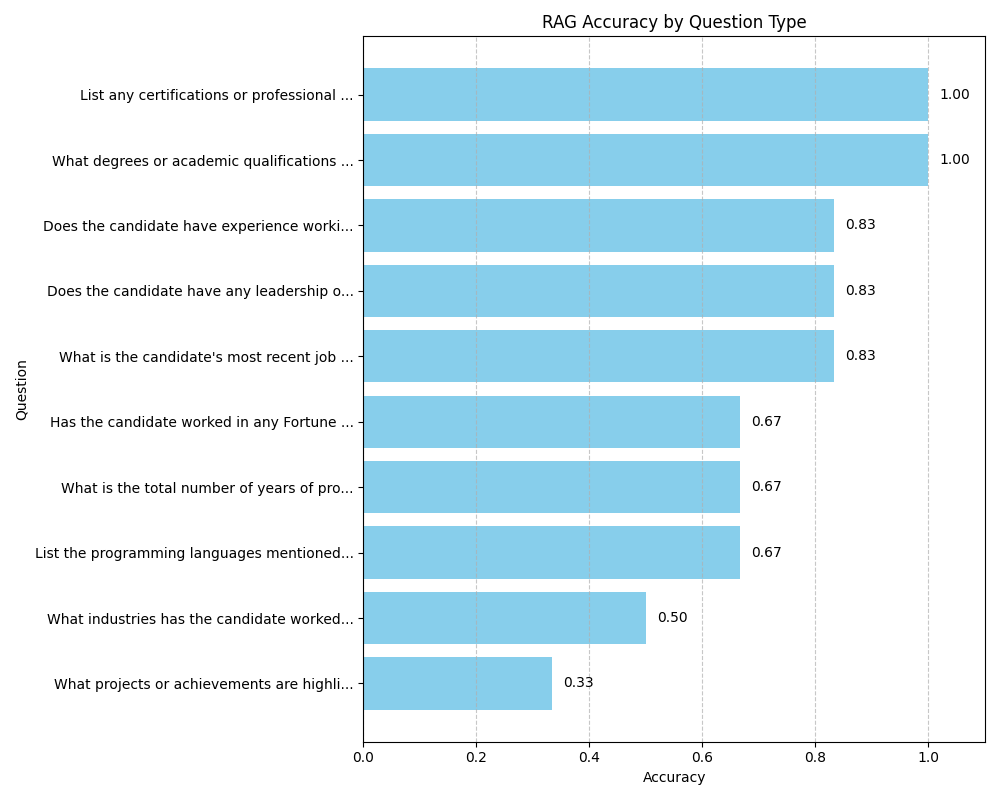 RAG Accuracy by Question Type
List any certifications or professional ...
1.00
What degrees or academic qualifications ...
1.00
Does the candidate have experience worki...
0.83
Does the candidate have any leadership o...
0.83
What is the candidate's most recent job ...
0.83
Has the candidate worked in any Fortune ...
0.67
What is the total number of years of pro...
0.67
List the programming languages mentioned...
0.67
What industries has the candidate worked...
0.50
What projects or achievements are highli...
0.33
Question
0.0
0.2
0.4
0.6
0.8
1.0
Accuracy